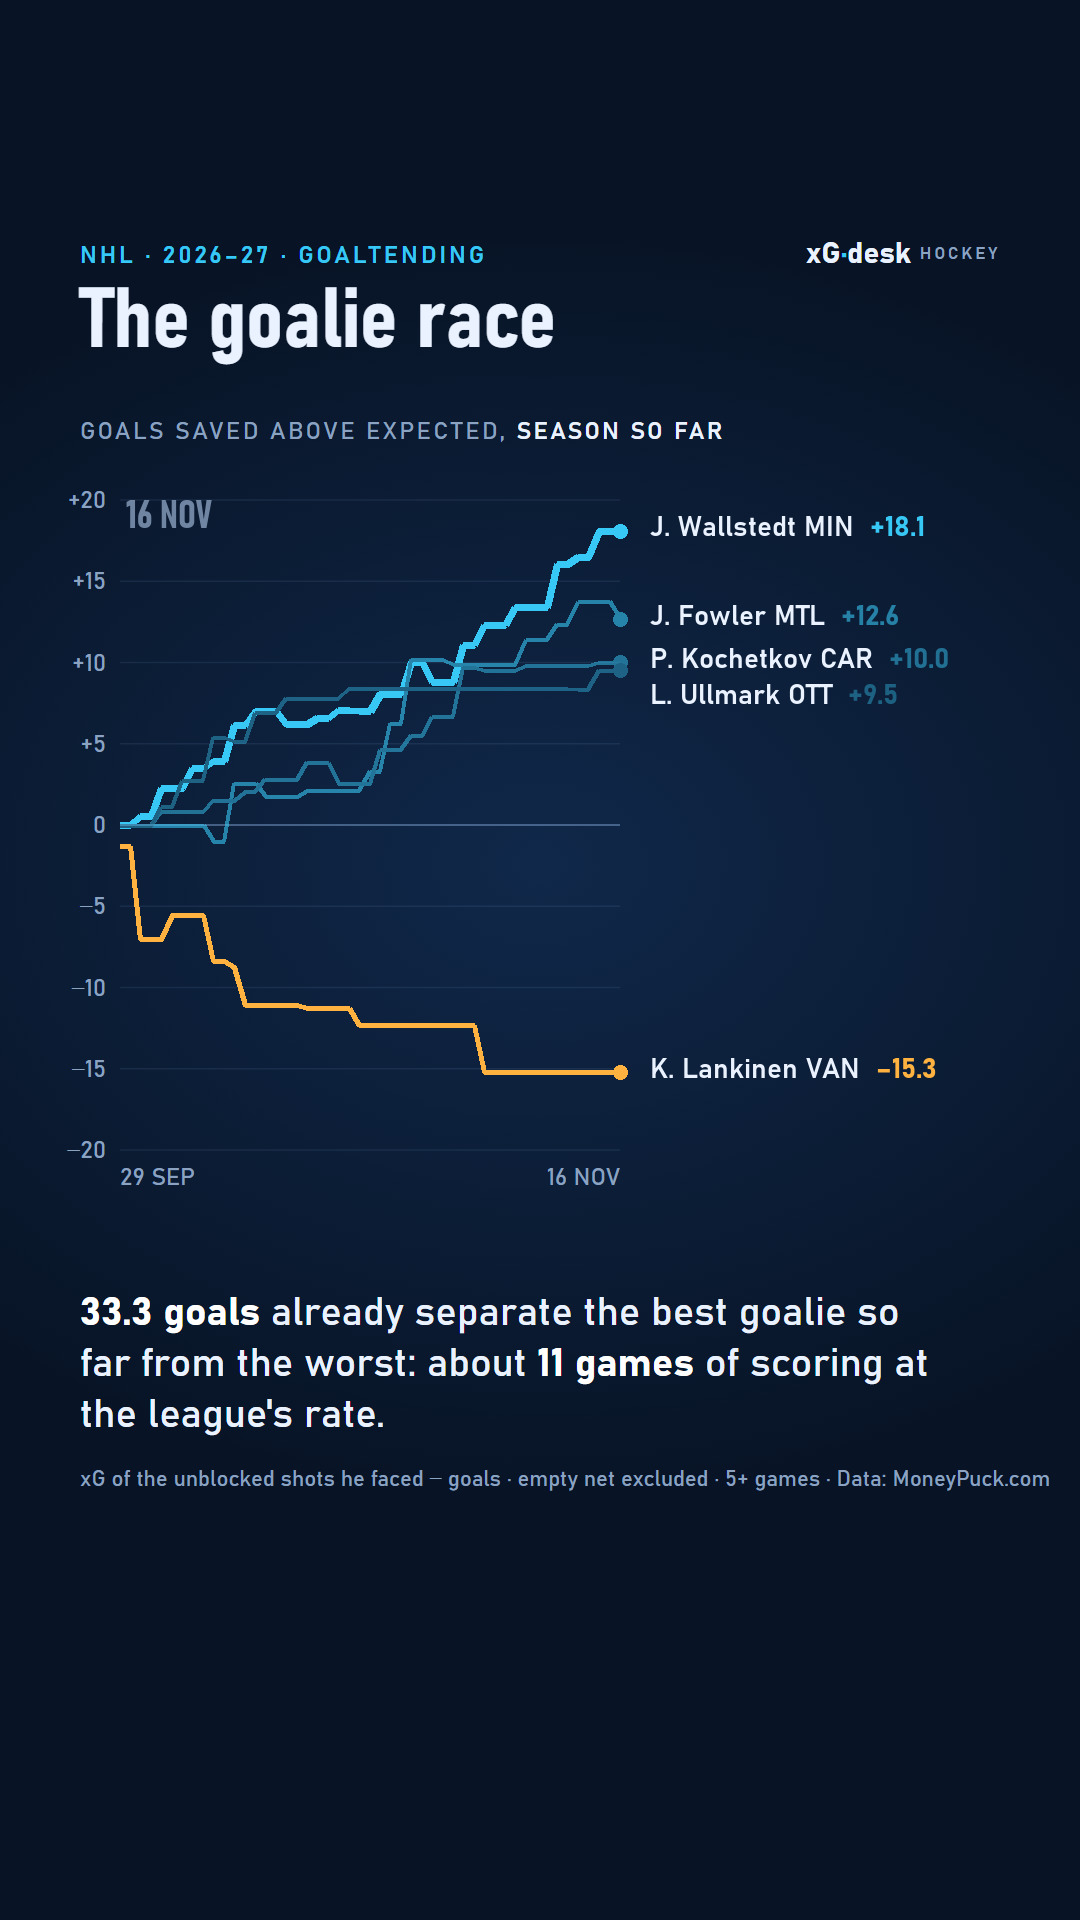 NHL · 2026–27 · GOALTENDING
xG·desk HOCKEY
The goalie race
GOALS SAVED ABOVE EXPECTED, SEASON SO FAR
+20
16 NOV
J. Wallstedt MIN +18.1
+15
J. Fowler MTL +12.6
+10
P. Kochetkov CAR +10.0
L. Ullmark OTT +9.5
+5
0
−5
−10
−15
K. Lankinen VAN −15.3
−20
29 SEP
16 NOV
33.3 goals already separate the best goalie so
far from the worst: about 11 games of scoring at
the league's rate.
xG of the unblocked shots he faced − goals · empty net excluded · 5+ games · Data: MoneyPuck.com